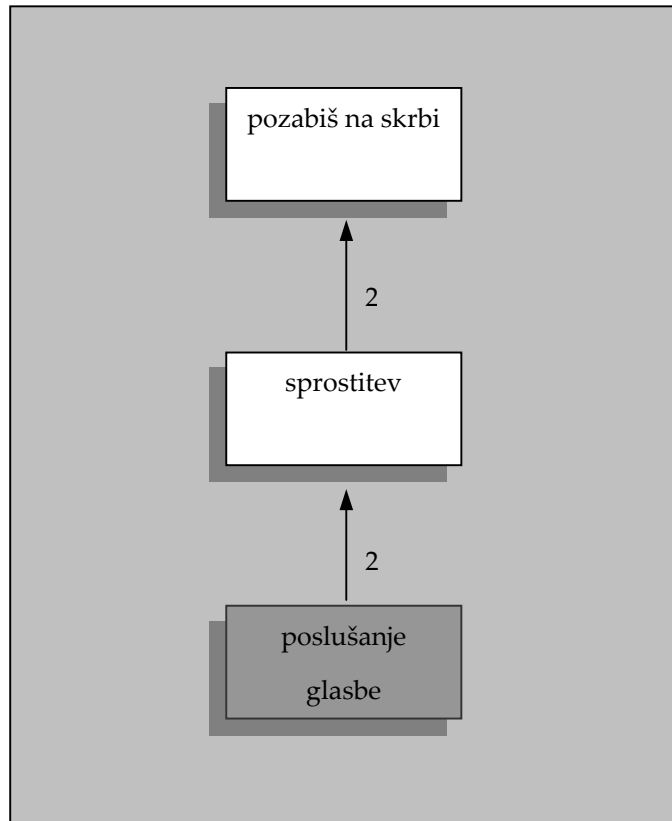 pozabiš na skrbi
2
sprostitev
2
poslušanje
glasbe